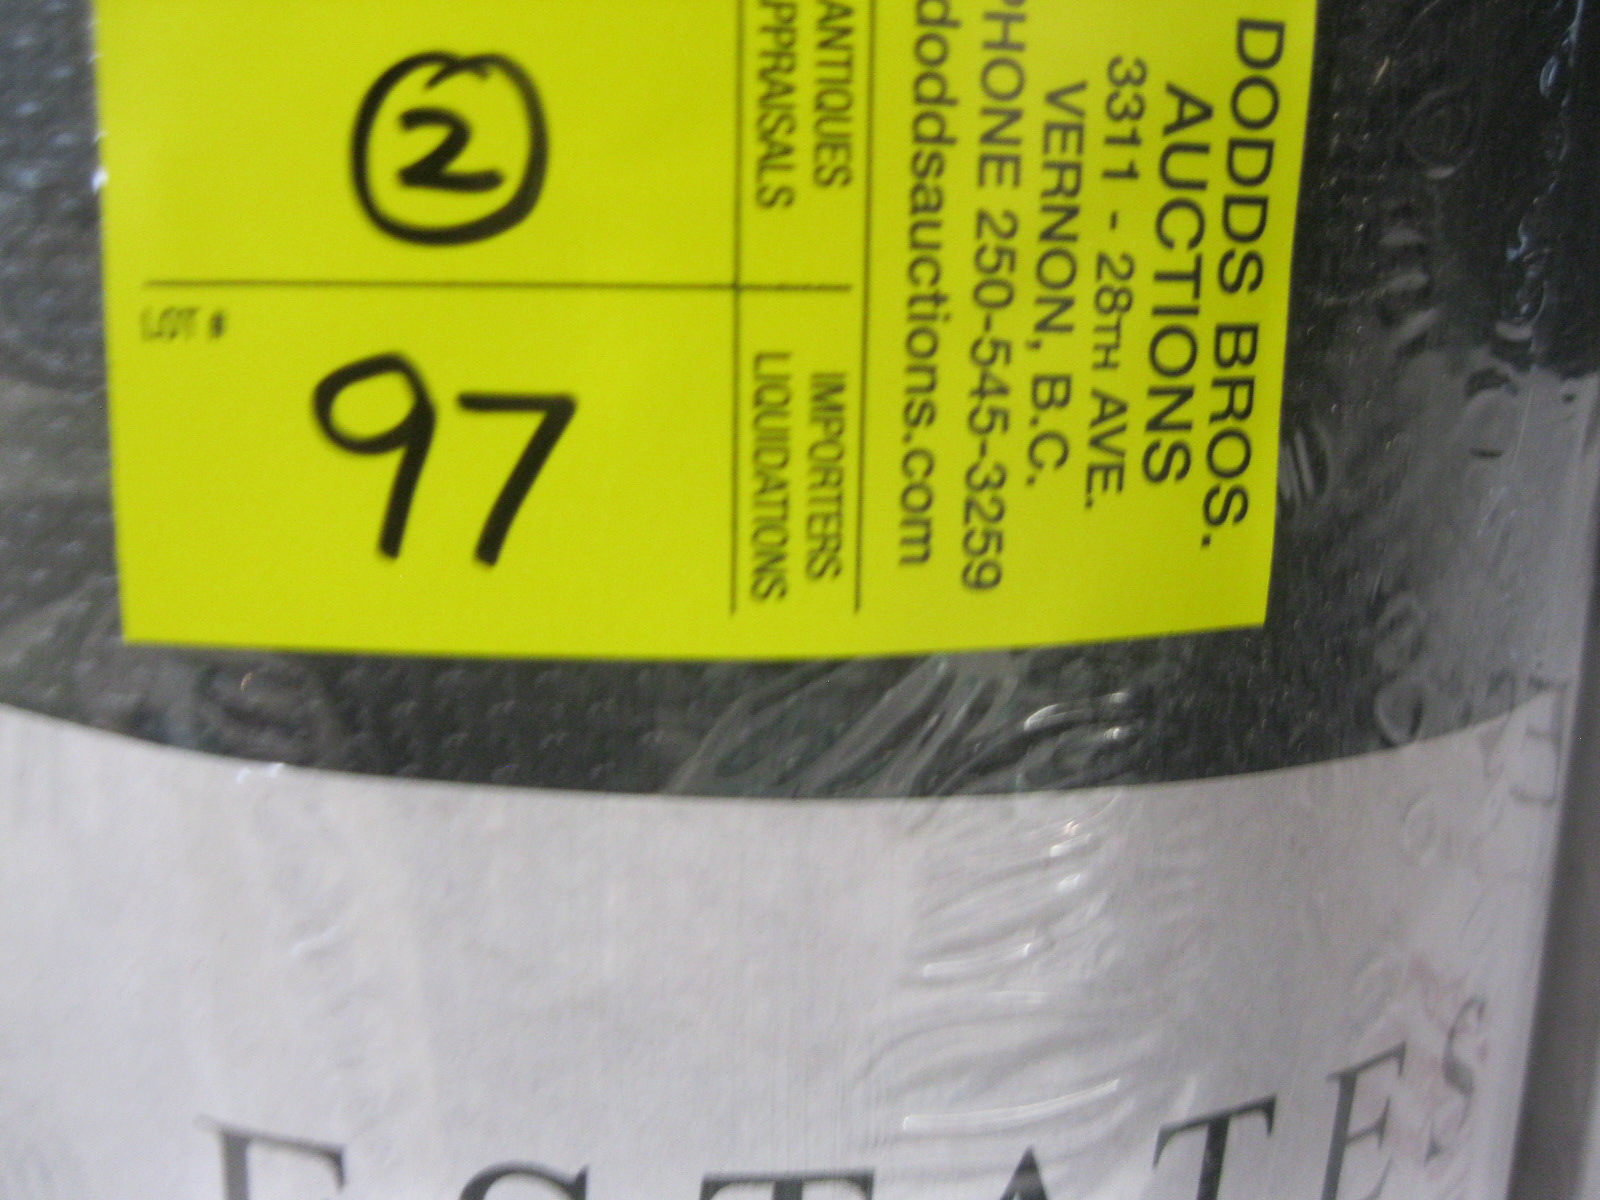 DODDS BROS.
AUCTIONS
3311 - 28TH AVE.
VERNON, B.C.
PHONE 250-545-3259
doddsauctions.com
ANTIQUES
APPRAISALS
IMPORTERS
LIQUIDATIONS
2
LOT #
97
ESTATES